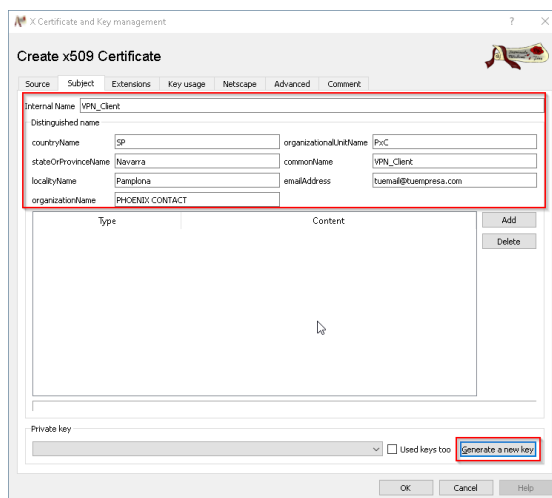 X Certificate and Key management
Create x509 Certificate
Source Subject Extensions Key usage Netscape Advanced Comment
Internal Name VPN_Client
Distinguished name
countryName SP organizationalUnitName PxC
stateOrProvinceName Navarra commonName VPN_Client
localityName Pamplona emailAddress tuemail@tuempresa.com
organizationName PHOENIX CONTACT
Type Content Add
Delete
Private key
Used keys too Generate a new key
OK Cancel Help